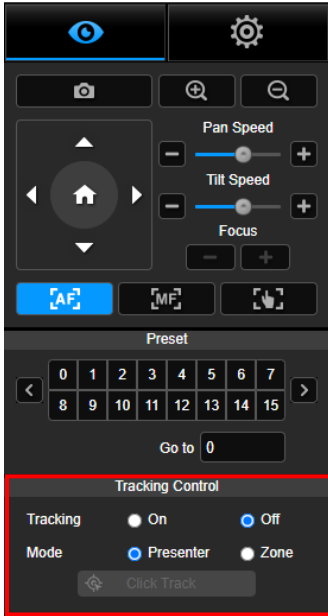 Pan Speed
Tilt Speed
Focus
AF
MF
Preset
0 1 2 3 4 5 6 7
8 9 10 11 12 13 14 15
Go to 0
Tracking Control
Tracking On Off
Mode Presenter Zone
Click Track